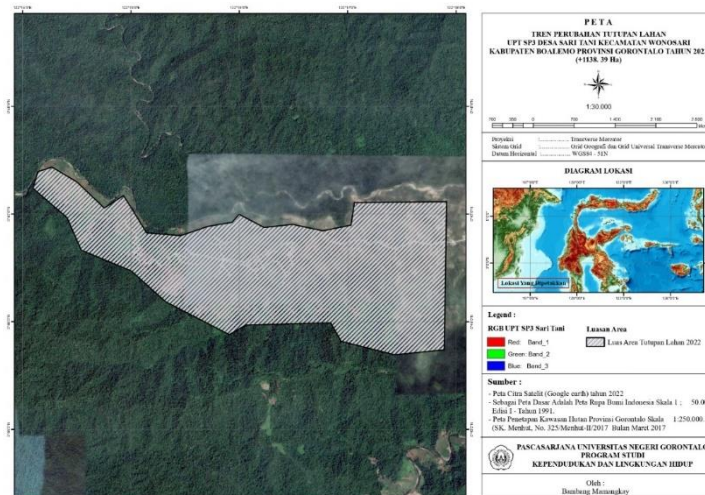 PETA
TREN PERUBAHAN TUTUPAN LAHAN
UPT SP3 DESA SARI TANI KECAMATAN WONOSARI
KABUPATEN BOALEMO PROVINSI GORONTALO TAHUN 202
(+1138. 39 Ha)
1:30.000
Proyeksi : Transverse Mercator
Sistem Grid : Grid Geografi dan Grid Universal Transverse Mercato
Datum Horizontal : WGS84 - 51N
DIAGRAM LOKASI
Lokasi Yang Dipetakkan
Legend :
RGB UPT SP3 Sari Tani
Red: Band_1
Green: Band_2
Blue: Band_3
Luasan Area
Luas Area Tutupan Lahan 2022
Sumber :
- Peta Citra Satelit (Google earth) tahun 2022
- Sebagai Peta Dasar Adalah Peta Rupa Bumi Indonesia Skala 1 : 50.00
Edisi I - Tahun 1991.
- Peta Penetapan Kawasan Hutan Provinsi Gorontalo Skala 1:250.000.
(SK. Menhut, No. 325/Menhut-II/2017 Bulan Maret 2017
PASCASARJANA UNIVERSITAS NEGERI GORONTALO
PROGRAM STUDI
KEPENDUDUKAN DAN LINGKUNGAN HIDUP
Oleh :
Bambang Mamangkay